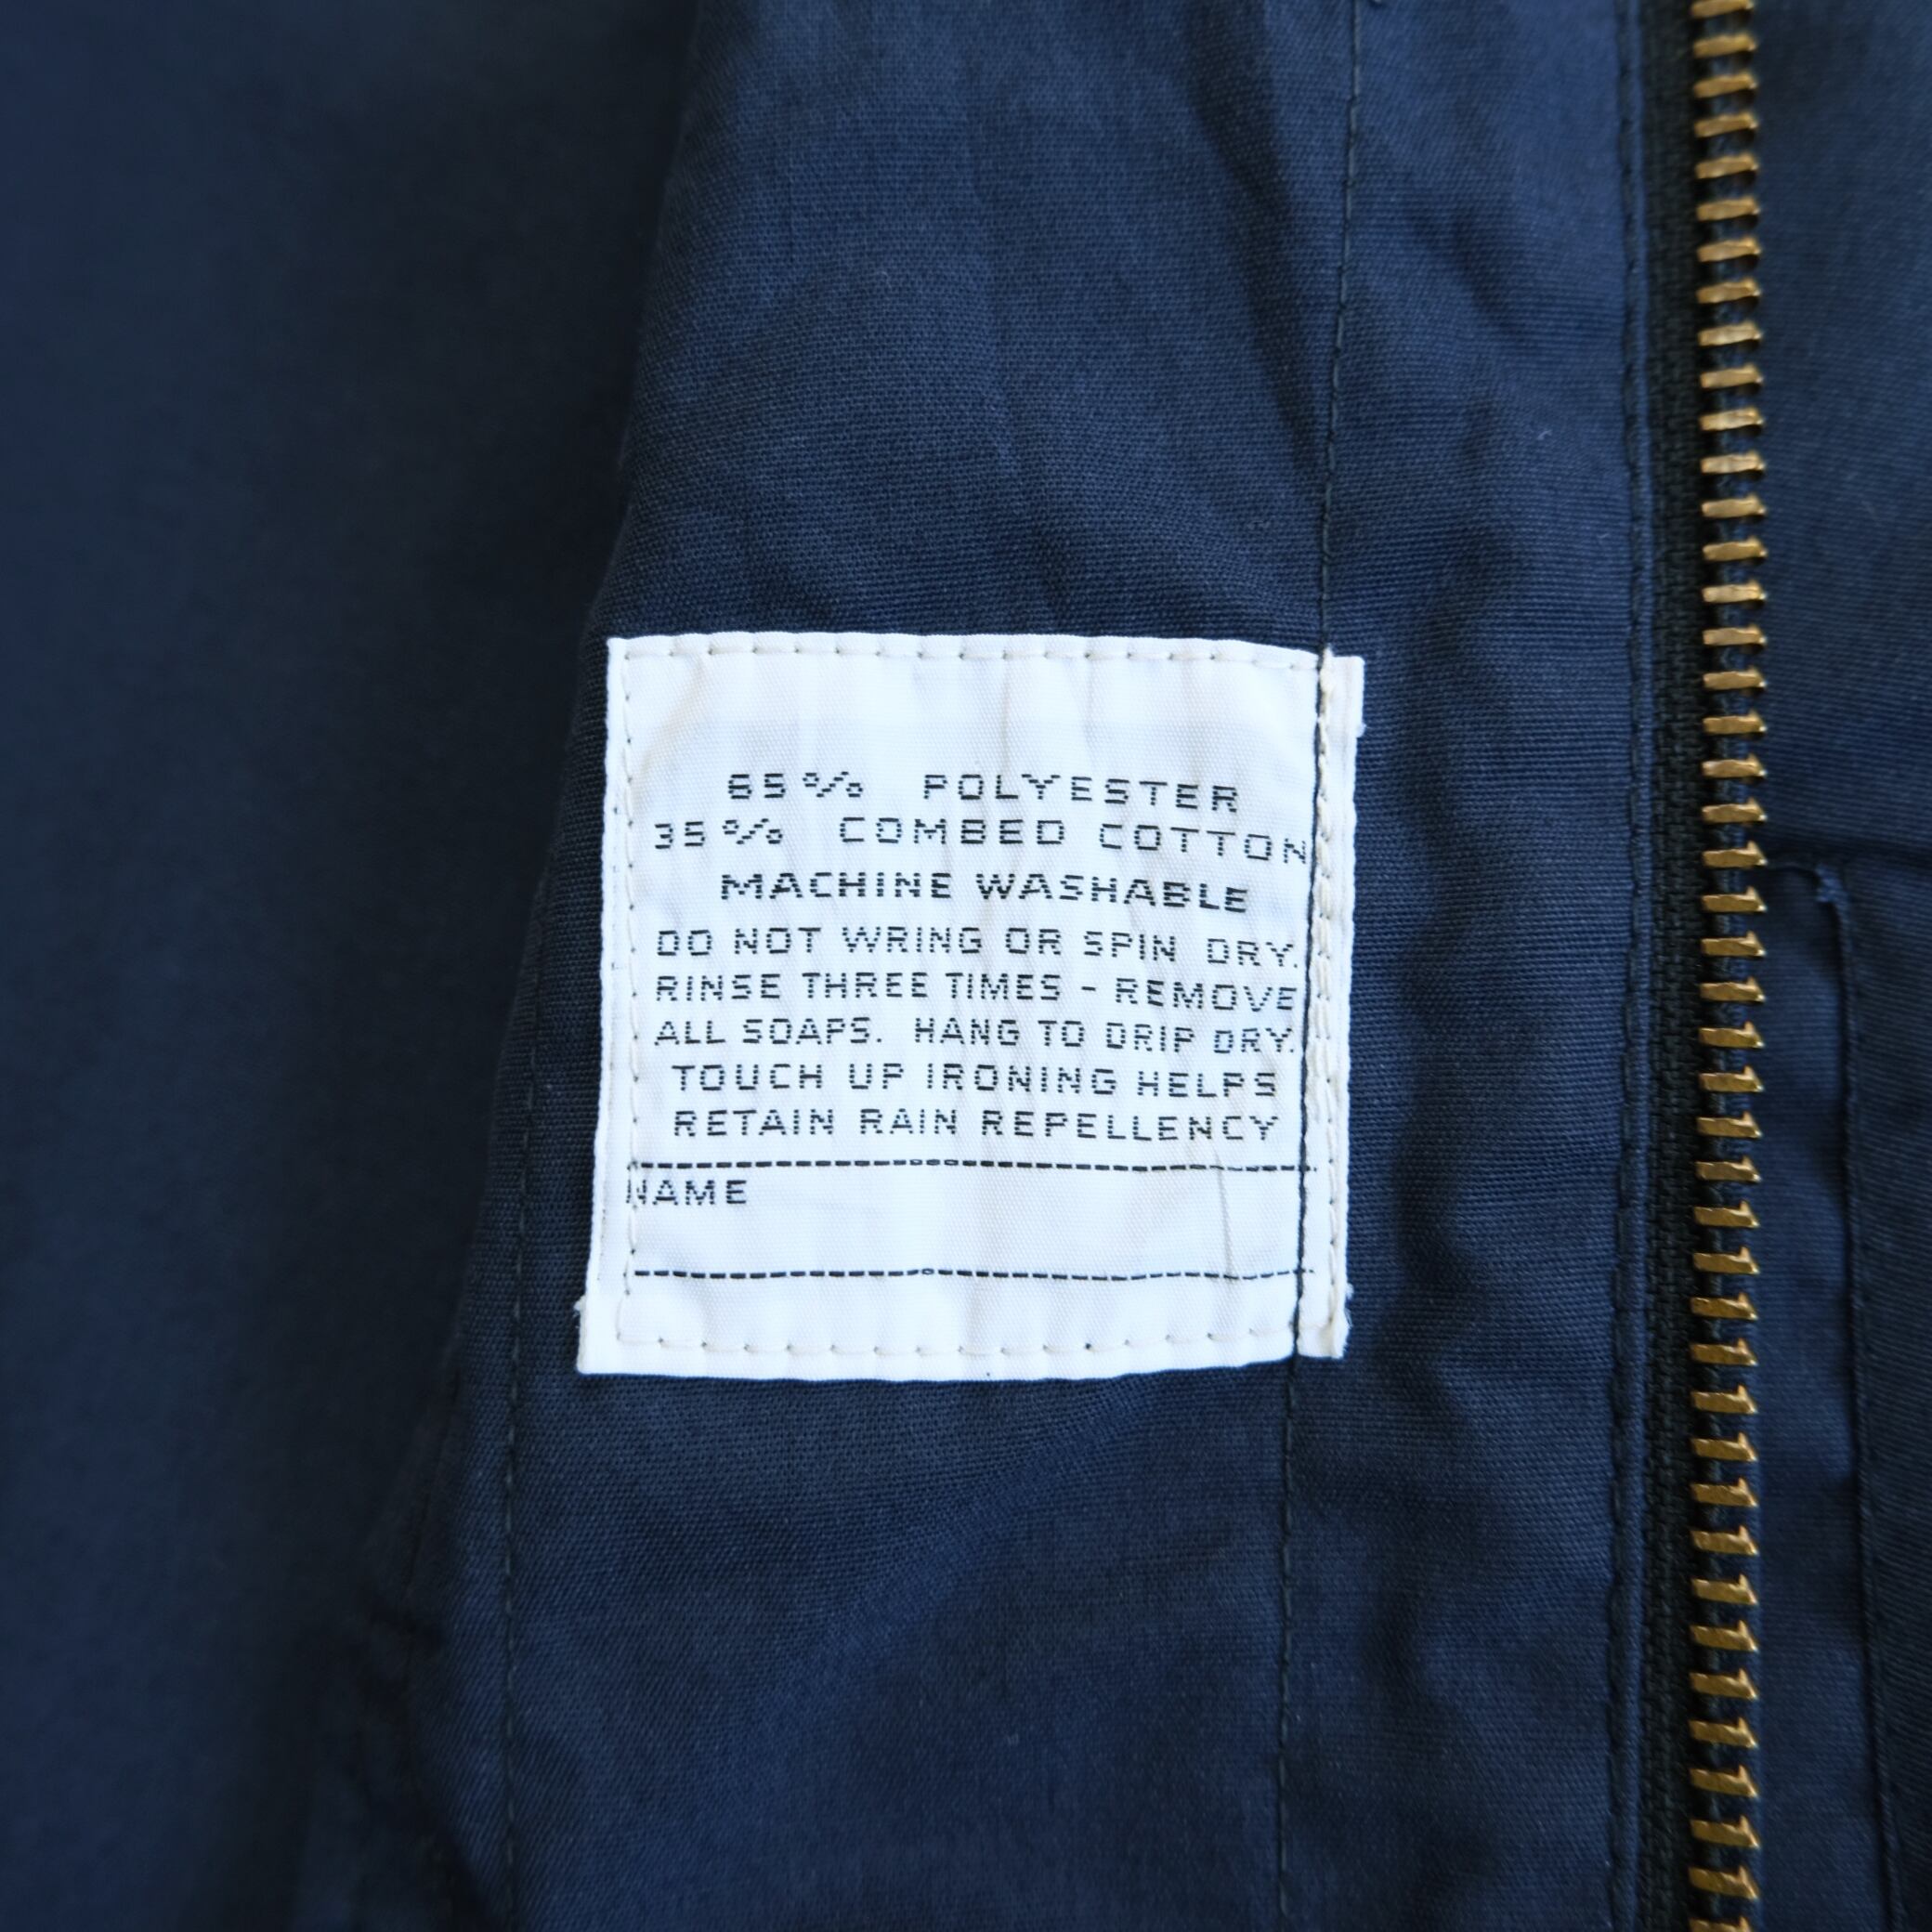 65% POLYESTER
35% COMBED COTTON
MACHINE WASHABLE
DO NOT WRING OR SPIN DRY.
RINSE THREE TIMES - REMOVE
ALL SOAPS. HANG TO DRIP DRY.
TOUCH UP IRONING HELPS
RETAIN RAIN REPELLENCY
NAME